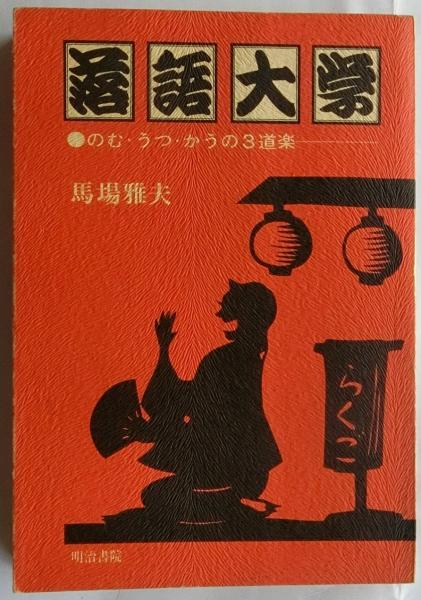 落語大学
●のむ・うつ・かうの3道楽
馬場雅夫
らくご
明治書院